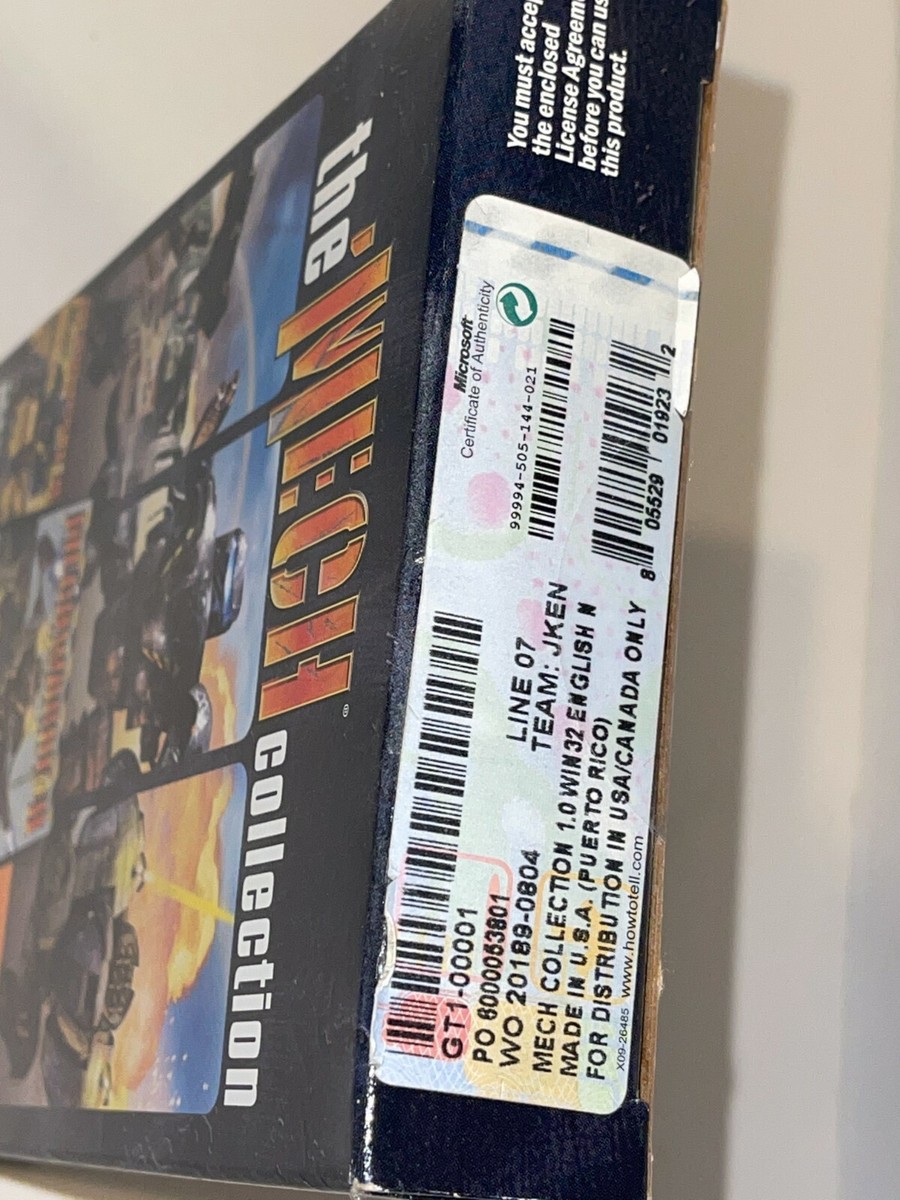 the
MECH
collection
You must accep
the enclosed
License Agreem
before you can us
this product.
Microsoft
Certificate of Authenticity
99994-505-144-021
8 05529 01923 2
GT1-00001
PO 6000053801
WO 20189-0804
LINE 07
TEAM: JKEN
MECH COLLECTION 1.0 WIN32 ENGLISH N
MADE IN U.S.A. (PUERTO RICO)
FOR DISTRIBUTION IN USA/CANADA ONLY
X09-26485 www.howtotell.com